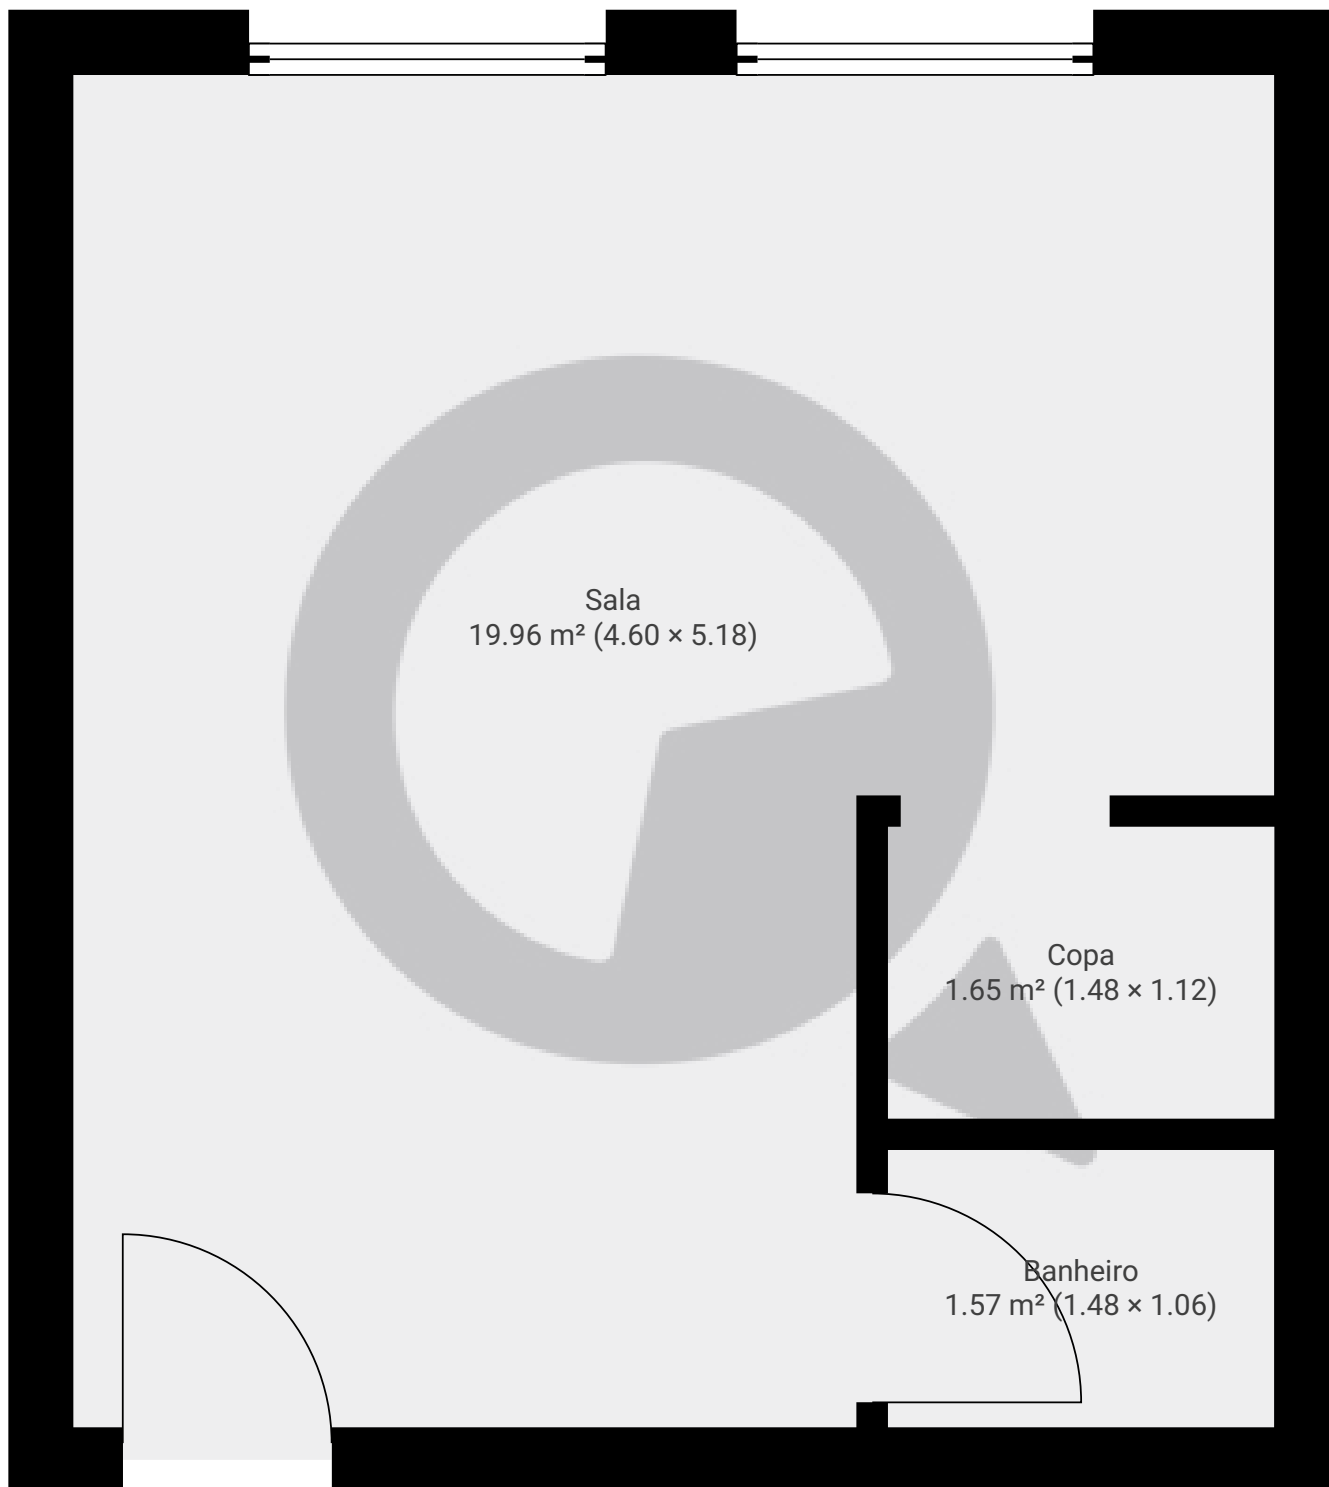 Sala
19.96 m² (4.60 × 5.18)
Copa
1.65 m² (1.48 × 1.12)
Banheiro
1.57 m² (1.48 × 1.06)